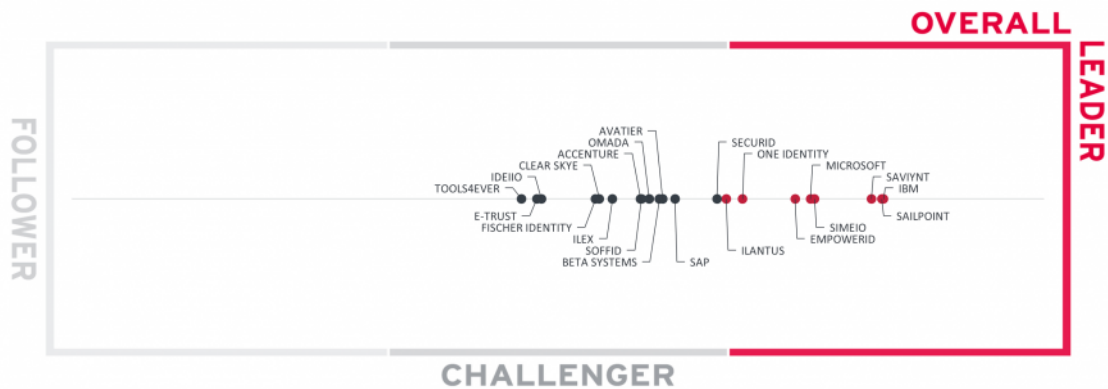 OVERALL
LEADER
FOLLOWER
AVATIER
OMADA
SECURID
ACCENTURE
ONE IDENTITY
CLEAR SKYE
MICROSOFT
IDEIIO
SAVIYNT
TOOLS4EVER
IBM
E-TRUST
SAILPOINT
FISCHER IDENTITY
SIMEIO
ILEX
EMPOWERID
SOFFID
ILANTUS
BETA SYSTEMS
SAP
CHALLENGER